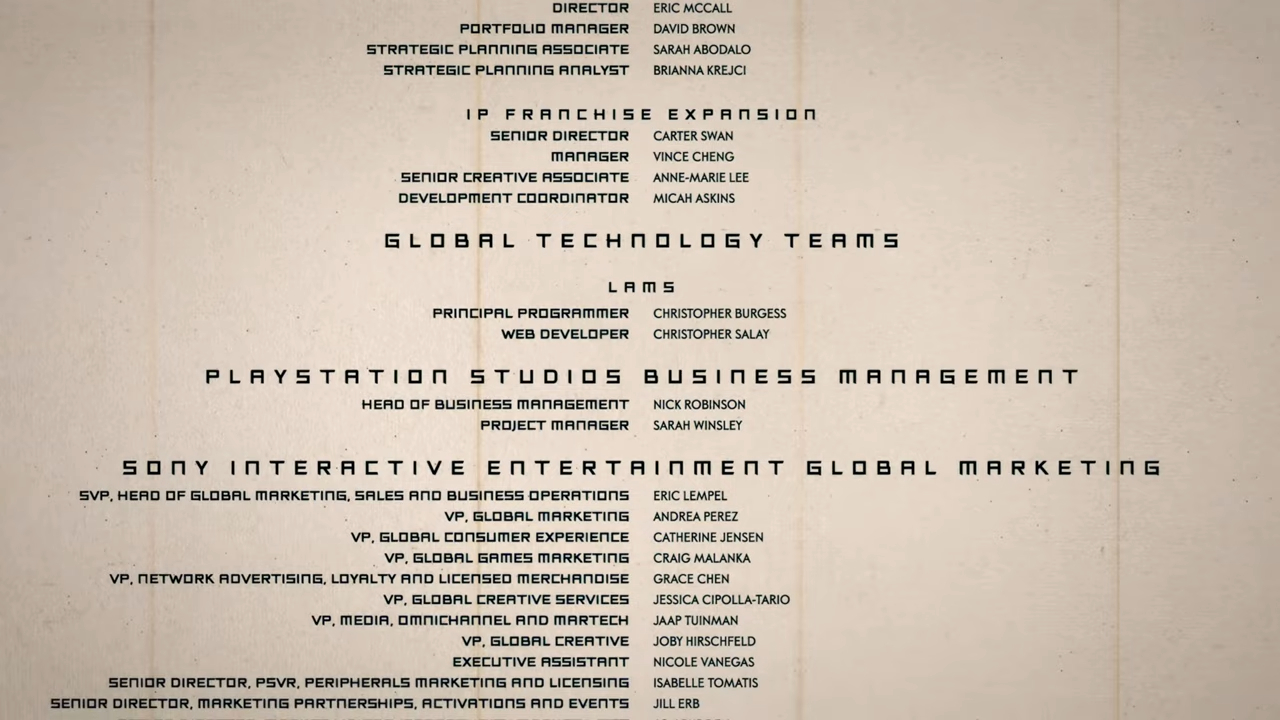 DIRECTOR ERIC MCCALL
PORTFOLIO MANAGER DAVID BROWN
STRATEGIC PLANNING ASSOCIATE SARAH ABODALO
STRATEGIC PLANNING ANALYST BRIANNA KREJCI
IP FRANCHISE EXPANSION
SENIOR DIRECTOR CARTER SWAN
MANAGER VINCE CHENG
SENIOR CREATIVE ASSOCIATE ANNE-MARIE LEE
DEVELOPMENT COORDINATOR MICAH ASKINS
GLOBAL TECHNOLOGY TEAMS
LAMS
PRINCIPAL PROGRAMMER CHRISTOPHER BURGESS
WEB DEVELOPER CHRISTOPHER SALAY
PLAYSTATION STUDIOS BUSINESS MANAGEMENT
HEAD OF BUSINESS MANAGEMENT NICK ROBINSON
PROJECT MANAGER SARAH WINSLEY
SONY INTERACTIVE ENTERTAINMENT GLOBAL MARKETING
SVP, HEAD OF GLOBAL MARKETING, SALES AND BUSINESS OPERATIONS ERIC LEMPEL
VP, GLOBAL MARKETING ANDREA PEREZ
VP, GLOBAL CONSUMER EXPERIENCE CATHERINE JENSEN
VP, GLOBAL GAMES MARKETING CRAIG MALANKA
VP, NETWORK ADVERTISING, LOYALTY AND LICENSED MERCHANDISE GRACE CHEN
VP, GLOBAL CREATIVE SERVICES JESSICA CIPOLLA-TARIO
VP, MEDIA, OMNICHANNEL AND MARTECH JAAP TUINMAN
VP, GLOBAL CREATIVE JOBY HIRSCHFELD
EXECUTIVE ASSISTANT NICOLE VANEGAS
SENIOR DIRECTOR, PSVR, PERIPHERALS MARKETING AND LICENSING ISABELLE TOMATIS
SENIOR DIRECTOR, MARKETING PARTNERSHIPS, ACTIVATIONS AND EVENTS JILL ERB